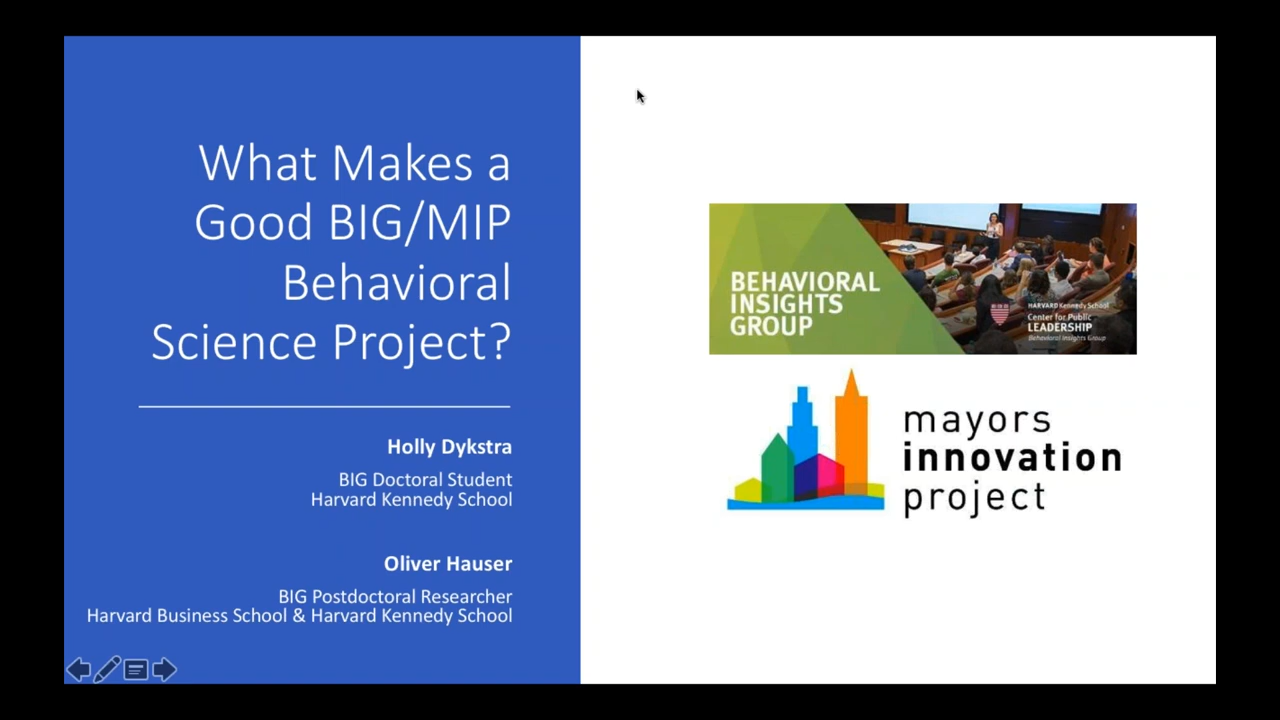 What Makes a
Good BIG/MIP
Behavioral
Science Project?
Holly Dykstra
BIG Doctoral Student
Harvard Kennedy School
Oliver Hauser
BIG Postdoctoral Researcher
Harvard Business School & Harvard Kennedy School
BEHAVIORAL
INSIGHTS
GROUP
HARVARD Kennedy School
Center for Public
LEADERSHIP
Behavioral Insights Group
mayors
innovation
project